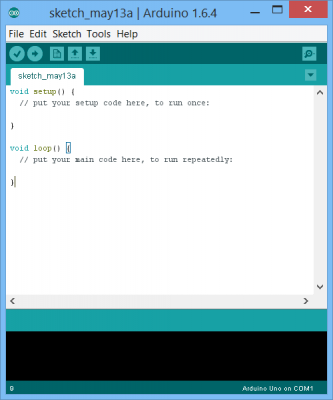 sketch_may13a | Arduino 1.6.4
File Edit Sketch Tools Help
sketch_may13a
void setup() {
  // put your setup code here, to run once:
}
void loop() {
  // put your main code here, to run repeatedly:
}
9
Arduino Uno on COM1